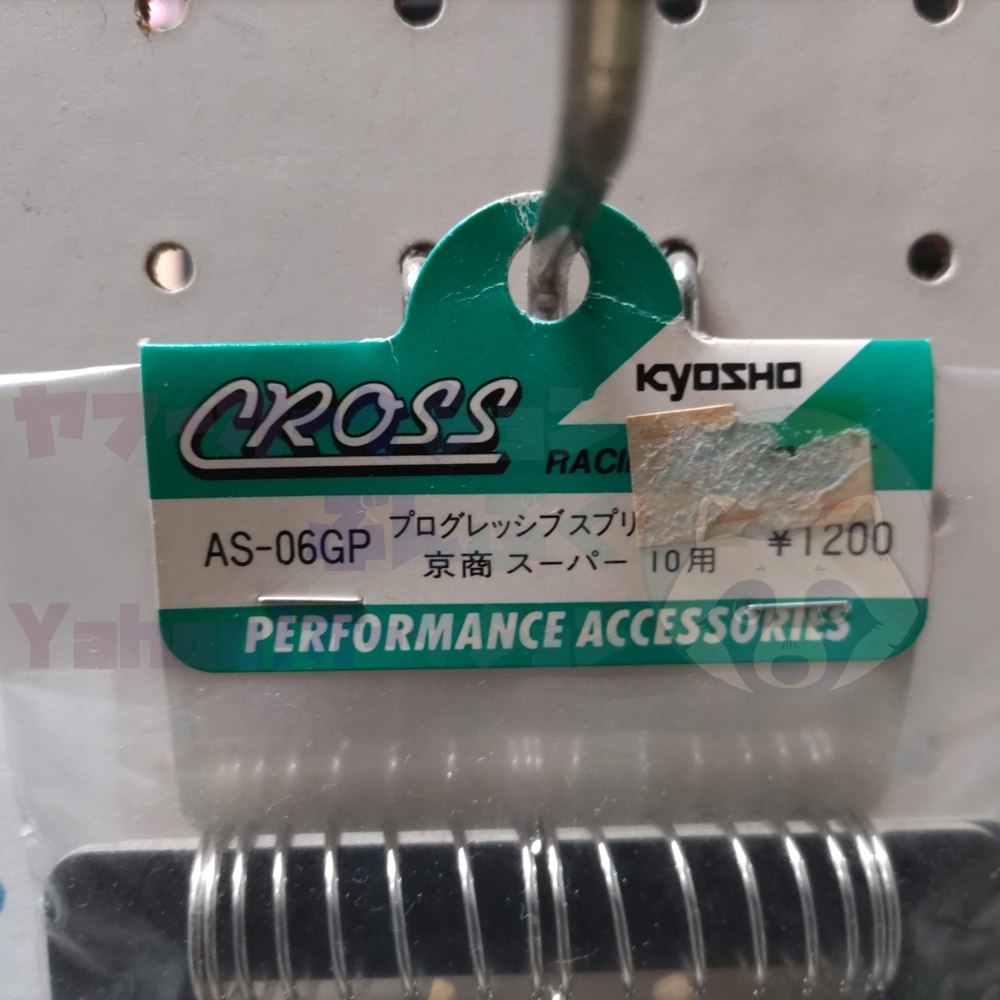 KYOSHO
CROSS
AS-06GP プログレッシブスプリ ¥1200
京商 スーパー 10用
PERFORMANCE ACCESSORIES